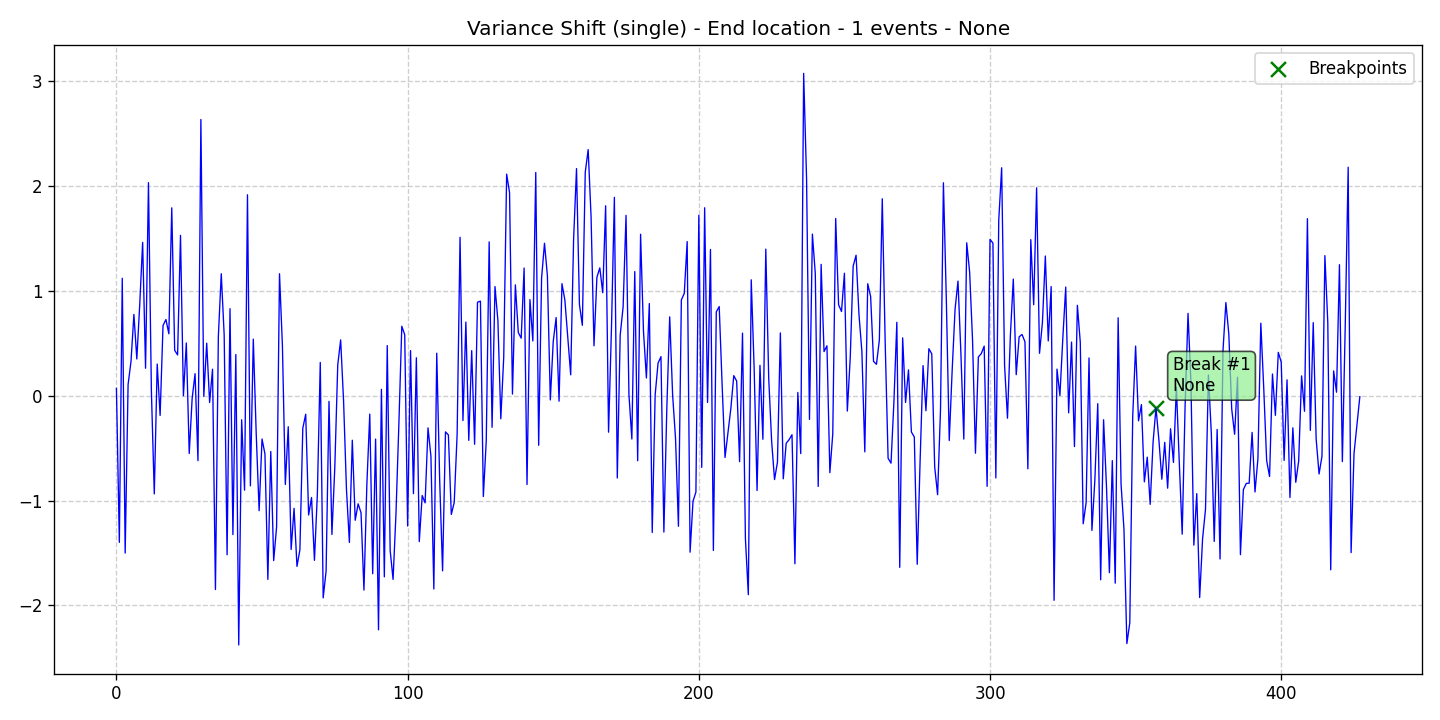 Variance Shift (single) - End location - 1 events - None
Breakpoints
3
2
1
0
−1
−2
Break #1
None
0
100
200
300
400